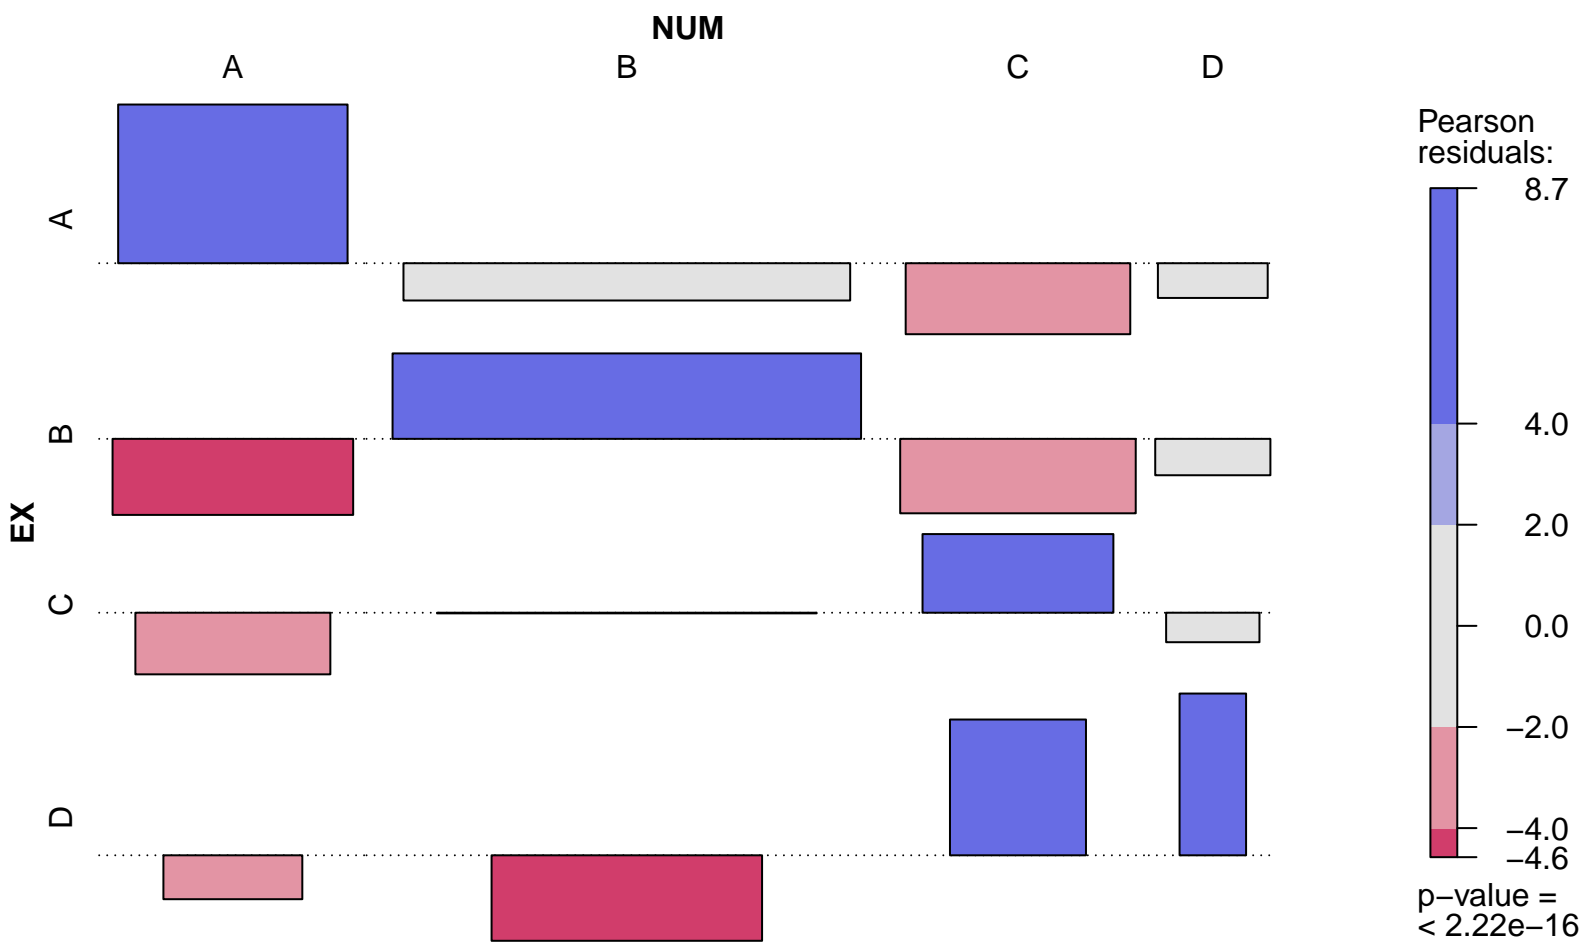 NUM
A B C D
A
B
C
D
EX
Pearson
residuals:
8.7
4.0
2.0
0.0
−2.0
−4.0
−4.6
p−value =
< 2.22e−16